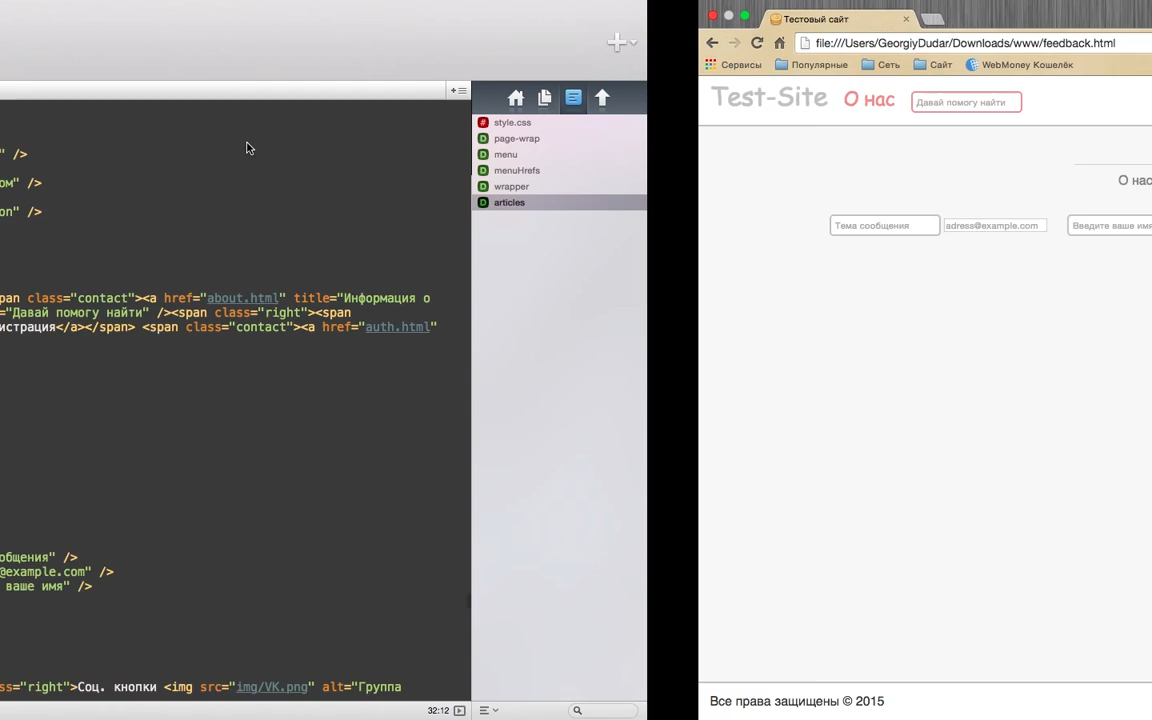 " />
ом" />
on" />
pan class="contact"><a href="about.html" title="Информация о
="Давай помогу найти" /><span class="right"><span
истрация</a></span> <span class="contact"><a href="auth.html"
общения" />
@example.com" />
ваше имя" />
ss="right">Соц. кнопки <img src="img/VK.png" alt="Группа
32:12
style.css
page-wrap
menu
menuHrefs
wrapper
articles
Тестовый сайт
file:///Users/GeorgiyDudar/Downloads/www/feedback.html
Сервисы Популярные Сеть Сайт WebMoney Кошелёк
Test-Site О нас Давай помогу найти
О нас
Тема сообщения adress@example.com Введите ваше имя
Все права защищены © 2015